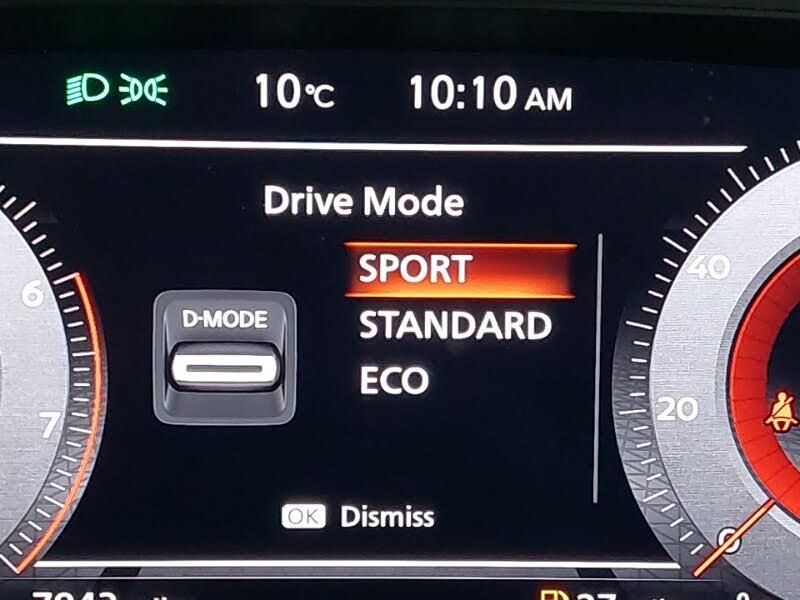 10°C 10:10 AM
Drive Mode
SPORT
D-MODE
STANDARD
ECO
OK Dismiss
6
7
40
20
0